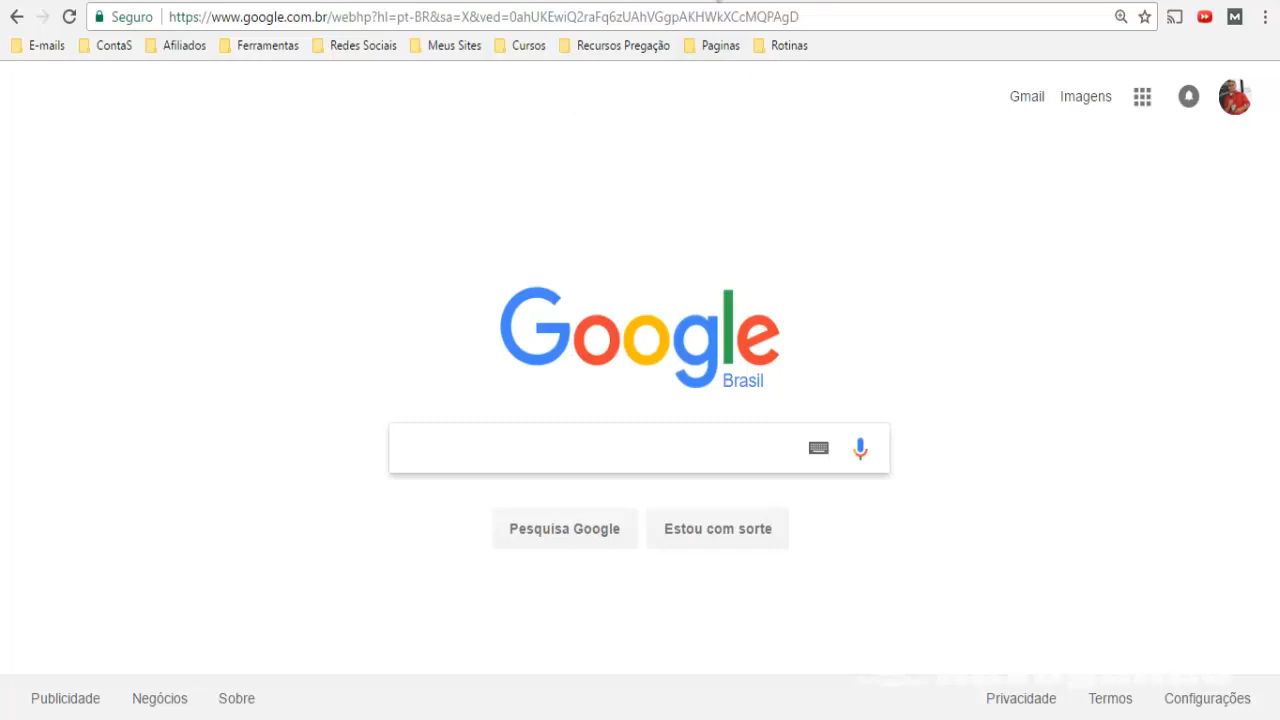 Seguro https://www.google.com.br/webhp?hl=pt-BR&sa=X&ved=0ahUKEwiQ2raFq6zUAhVGgpAKHWkXCcMQPAgD M
E-mails ContaS Afiliados Ferramentas Redes Sociais Meus Sites Cursos Recursos Pregação Paginas Rotinas
Gmail Imagens
Google
Brasil
Pesquisa Google Estou com sorte
Publicidade Negócios Sobre Privacidade Termos Configurações